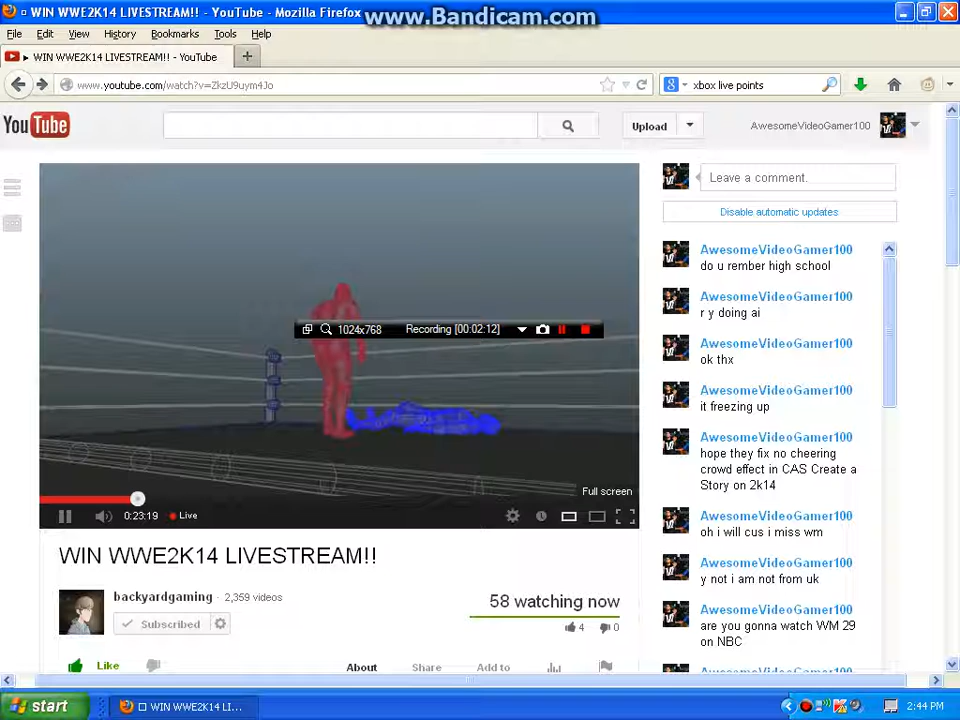 WIN WWE2K14 LIVESTREAM!! - YouTube - Mozilla Firefox
www.Bandicam.com
File Edit View History Bookmarks Tools Help
WIN WWE2K14 LIVESTREAM!! - YouTube
www.youtube.com/watch?v=ZkzU9uym4Jo
xbox live points
YouTube
Upload
AwesomeVideoGamer100
Leave a comment.
Disable automatic updates
AwesomeVideoGamer100
do u rember high school
AwesomeVideoGamer100
r y doing ai
1024x768 Recording [00:02:12]
AwesomeVideoGamer100
ok thx
AwesomeVideoGamer100
it freezing up
AwesomeVideoGamer100
hope they fix no cheering
crowd effect in CAS Create a
Story on 2k14
Full screen
0:23:19 Live
AwesomeVideoGamer100
oh i will cus i miss wm
WIN WWE2K14 LIVESTREAM!!
AwesomeVideoGamer100
y not i am not from uk
backyardgaming 2,359 videos
Subscribed
58 watching now
4 0
AwesomeVideoGamer100
are you gonna watch WM 29
on NBC
Like
About Share Add to
AwesomeVideoGamer100
start
WIN WWE2K14 LI...
2:44 PM